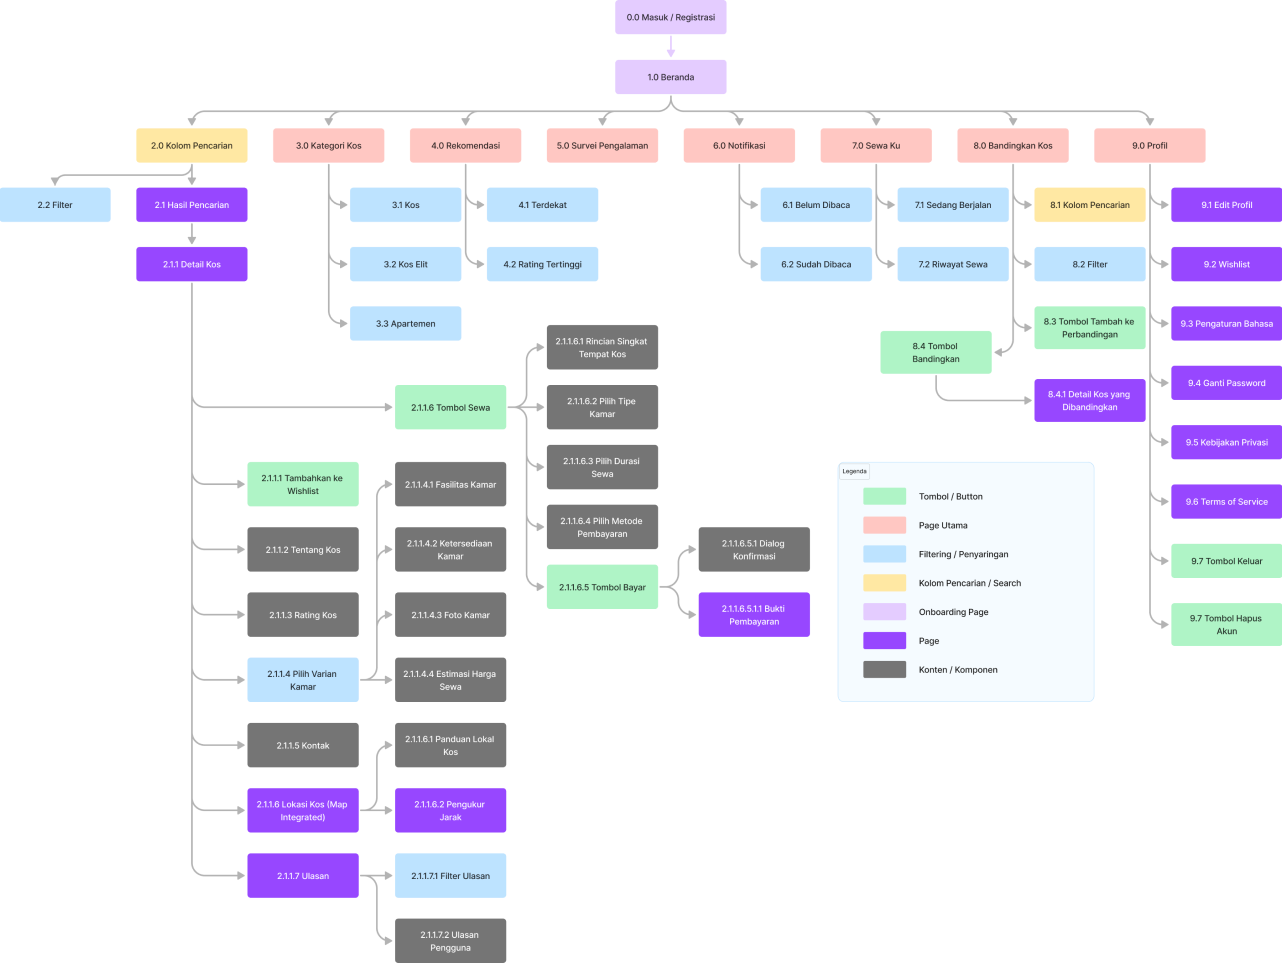 0.0 Masuk / Registrasi
1.0 Beranda
2.0 Kolom Pencarian
3.0 Kategori Kos
4.0 Rekomendasi
5.0 Survei Pengalaman
6.0 Notifikasi
7.0 Sewa Ku
8.0 Bandingkan Kos
9.0 Profil
2.2 Filter
2.1 Hasil Pencarian
3.1 Kos
4.1 Terdekat
6.1 Belum Dibaca
7.1 Sedang Berjalan
8.1 Kolom Pencarian
9.1 Edit Profil
2.1.1 Detail Kos
3.2 Kos Elit
4.2 Rating Tertinggi
6.2 Sudah Dibaca
7.2 Riwayat Sewa
8.2 Filter
9.2 Wishlist
3.3 Apartemen
8.3 Tombol Tambah ke
Perbandingan
9.3 Pengaturan Bahasa
2.1.1.6.1 Rincian Singkat
Tempat Kos
8.4 Tombol
Bandingkan
9.4 Ganti Password
2.1.1.6 Tombol Sewa
2.1.1.6.2 Pilih Tipe
Kamar
8.4.1 Detail Kos yang
Dibandingkan
9.5 Kebijakan Privasi
2.1.1.6.3 Pilih Durasi
Sewa
2.1.1.1 Tambahkan ke
Wishlist
2.1.1.4.1 Fasilitas Kamar
2.1.1.6.4 Pilih Metode
Pembayaran
9.6 Terms of Service
2.1.1.2 Tentang Kos
2.1.1.4.2 Ketersediaan
Kamar
2.1.1.6.5.1 Dialog
Konfirmasi
9.7 Tombol Keluar
2.1.1.6.5 Tombol Bayar
2.1.1.3 Rating Kos
2.1.1.4.3 Foto Kamar
2.1.1.6.5.1.1 Bukti
Pembayaran
9.7 Tombol Hapus
Akun
2.1.1.4 Pilih Varian
Kamar
2.1.1.4.4 Estimasi Harga
Sewa
2.1.1.5 Kontak
2.1.1.6.1 Panduan Lokal
Kos
2.1.1.6 Lokasi Kos (Map
Integrated)
2.1.1.6.2 Pengukur
Jarak
2.1.1.7 Ulasan
2.1.1.7.1 Filter Ulasan
2.1.1.7.2 Ulasan
Pengguna
Legenda
Tombol / Button
Page Utama
Filtering / Penyaringan
Kolom Pencarian / Search
Onboarding Page
Page
Konten / Komponen